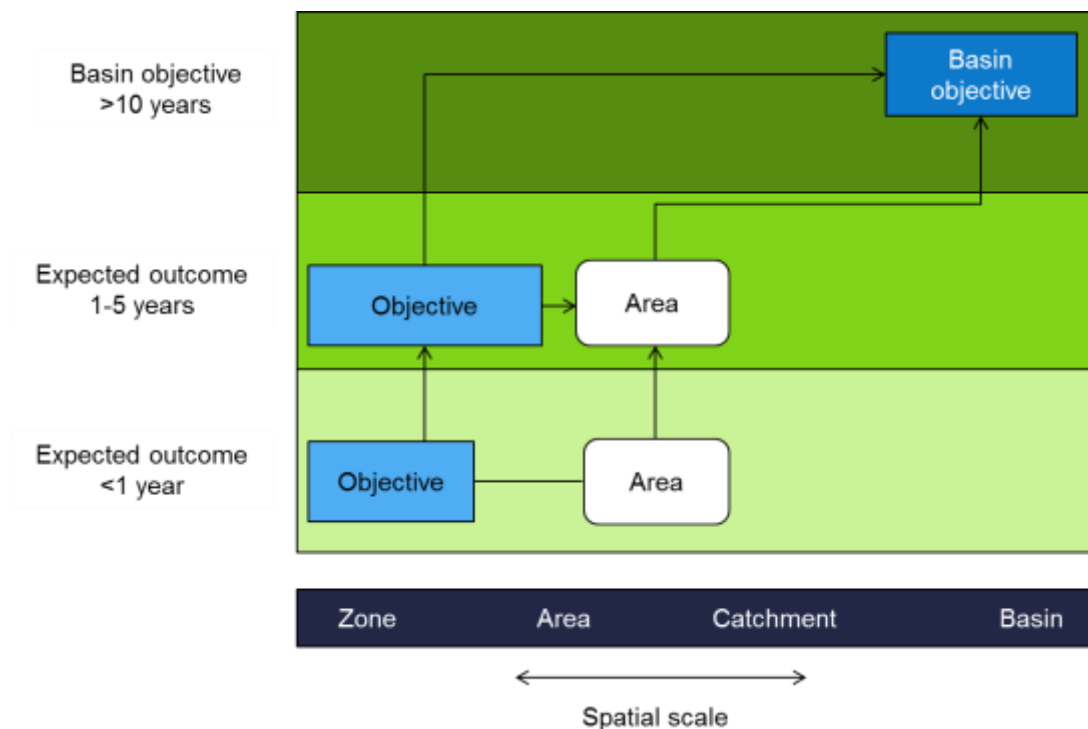 Basin objective
>10 years
Basin
objective
Expected outcome
1-5 years
Objective
Area
Expected outcome
<1 year
Objective
Area
Zone
Area
Catchment
Basin
Spatial scale